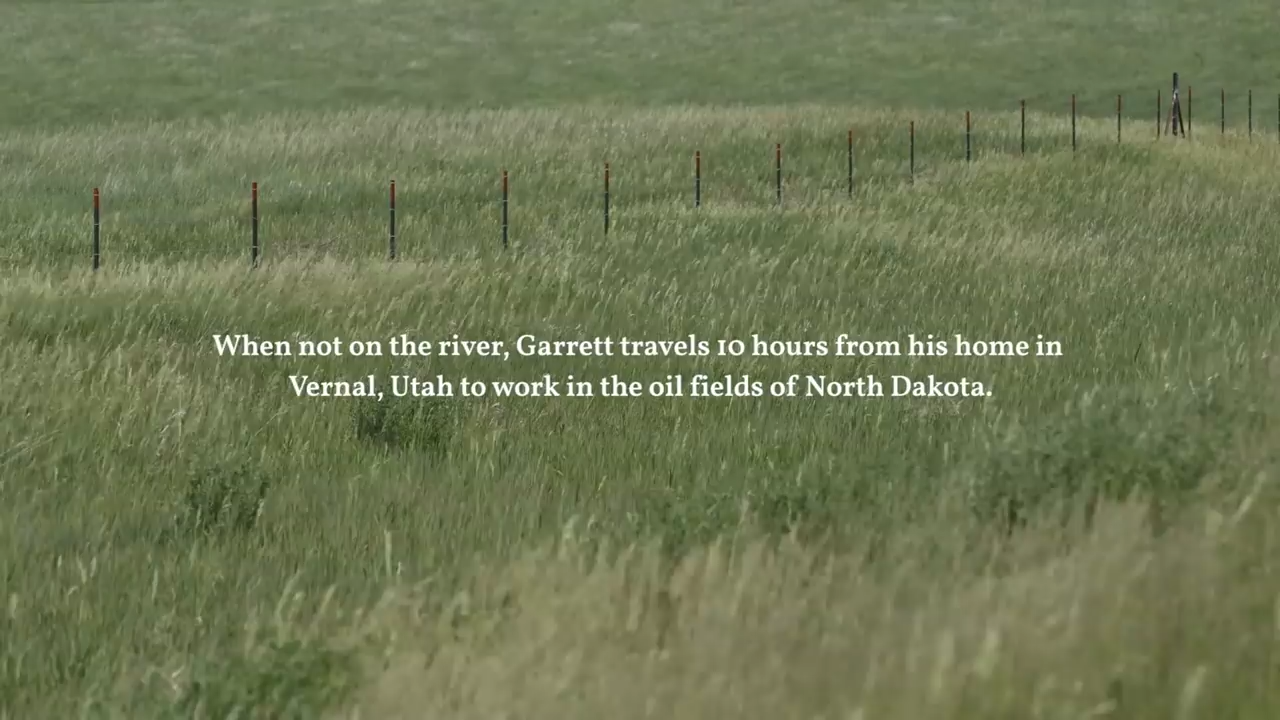 When not on the river, Garrett travels 10 hours from his home in
Vernal, Utah to work in the oil fields of North Dakota.